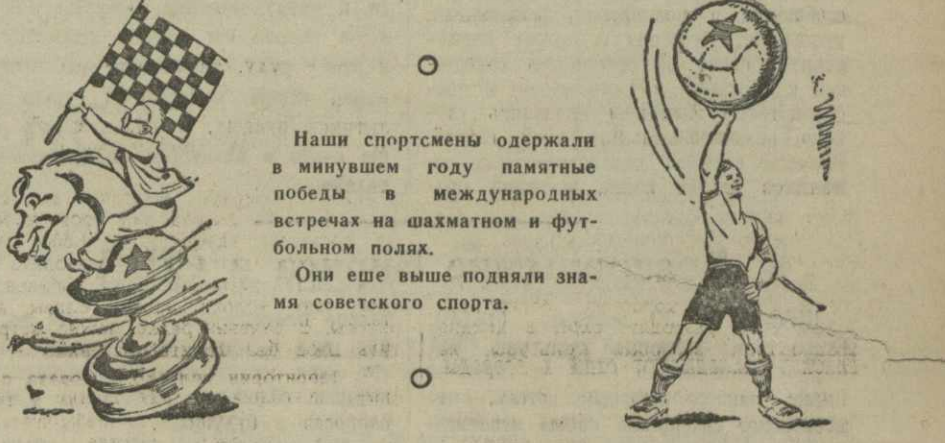 Наши спортсмены одержали
в минувшем году памятные
победы в международных
встречах на шахматном и фут-
больном полях.
Они еше выше подняли зна-
мя советского спорта.